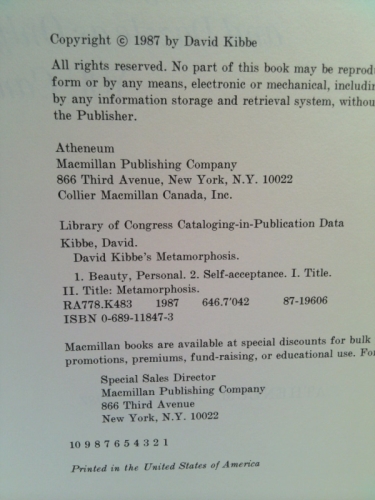 Copyright © 1987 by David Kibbe
All rights reserved. No part of this book may be reprod
form or by any means, electronic or mechanical, includin
by any information storage and retrieval system, withou
the Publisher.
Atheneum
Macmillan Publishing Company
866 Third Avenue, New York, N.Y. 10022
Collier Macmillan Canada, Inc.
Library of Congress Cataloging-in-Publication Data
Kibbe, David.
David Kibbe's Metamorphosis.
1. Beauty, Personal. 2. Self-acceptance. I. Title.
II. Title: Metamorphosis.
RA778.K483 1987 646.7'042 87-19606
ISBN 0-689-11847-3
Macmillan books are available at special discounts for bulk
promotions, premiums, fund-raising, or educational use. Fo
Special Sales Director
Macmillan Publishing Company
866 Third Avenue
New York, N.Y. 10022
10 9 8 7 6 5 4 3 2 1
Printed in the United States of America